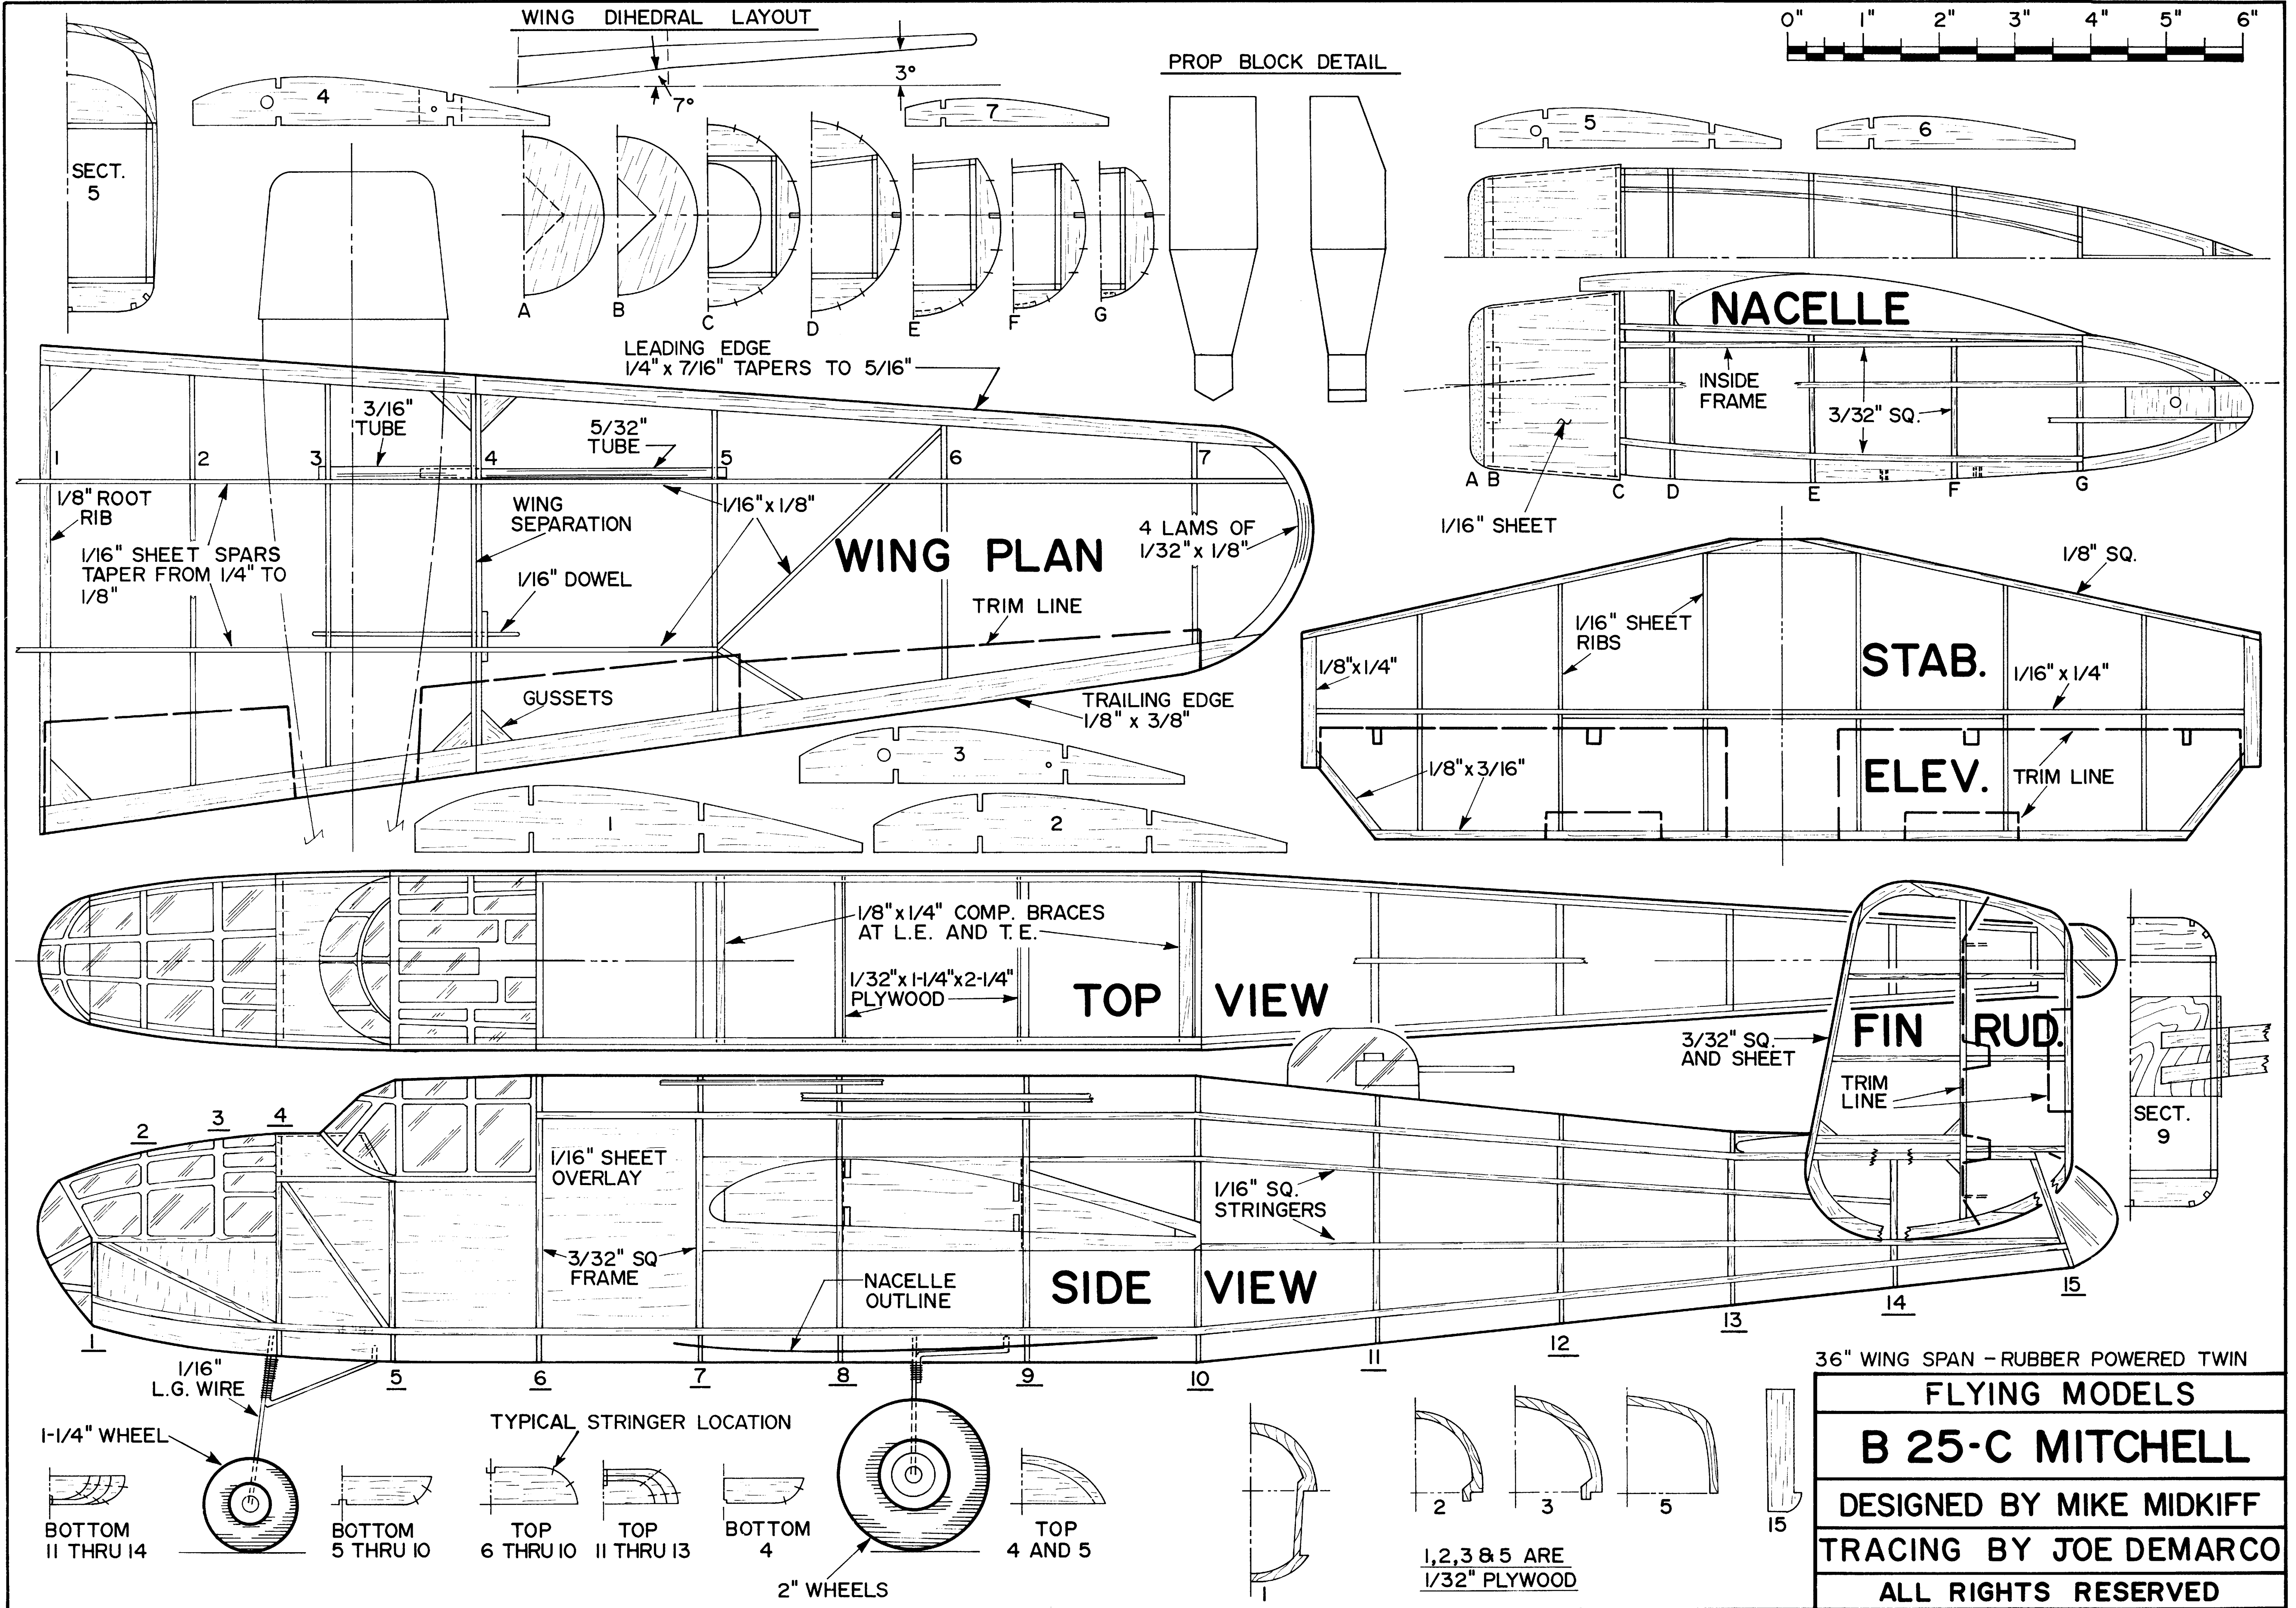 WING DIHEDRAL LAYOUT
3°
7°
PROP BLOCK DETAIL
0" 1" 2" 3" 4" 5" 6"
4
7
5
6
SECT.
5
A B C D E F G
NACELLE
INSIDE
FRAME
3/32" SQ.
A B C D E F G
1/16" SHEET
LEADING EDGE
1/4" x 7/16" TAPERS TO 5/16"
3/16"
TUBE
5/32"
TUBE
1 2 3 4 5 6 7
1/8" ROOT
RIB
WING
SEPARATION
1/16" x 1/8"
4 LAMS OF
1/32" x 1/8"
1/16" SHEET SPARS
TAPER FROM 1/4" TO
1/8"
WING PLAN
1/16" DOWEL
TRIM LINE
GUSSETS
TRAILING EDGE
1/8" x 3/8"
3
1
2
1/8" SQ.
1/16" SHEET
RIBS
1/8" x 1/4"
STAB.
1/16" x 1/4"
1/8" x 3/16"
ELEV.
TRIM LINE
1/8" x 1/4" COMP. BRACES
AT L.E. AND T.E.
1/32" x 1-1/4" x 2-1/4"
PLYWOOD
TOP VIEW
3/32" SQ.
AND SHEET
FIN RUD.
TRIM
LINE
SECT.
9
2 3 4
1/16" SHEET
OVERLAY
1/16" SQ.
STRINGERS
3/32" SQ
FRAME
NACELLE
OUTLINE
SIDE VIEW
1 5 6 7 8 9 10 11 12 13 14 15
1/16"
L.G. WIRE
1-1/4" WHEEL
TYPICAL STRINGER LOCATION
BOTTOM
11 THRU 14
BOTTOM
5 THRU 10
TOP
6 THRU 10
TOP
11 THRU 13
BOTTOM
4
2" WHEELS
TOP
4 AND 5
1
2
3
5
15
1,2,3 & 5 ARE
1/32" PLYWOOD
36" WING SPAN - RUBBER POWERED TWIN
FLYING MODELS
B 25-C MITCHELL
DESIGNED BY MIKE MIDKIFF
TRACING BY JOE DEMARCO
ALL RIGHTS RESERVED